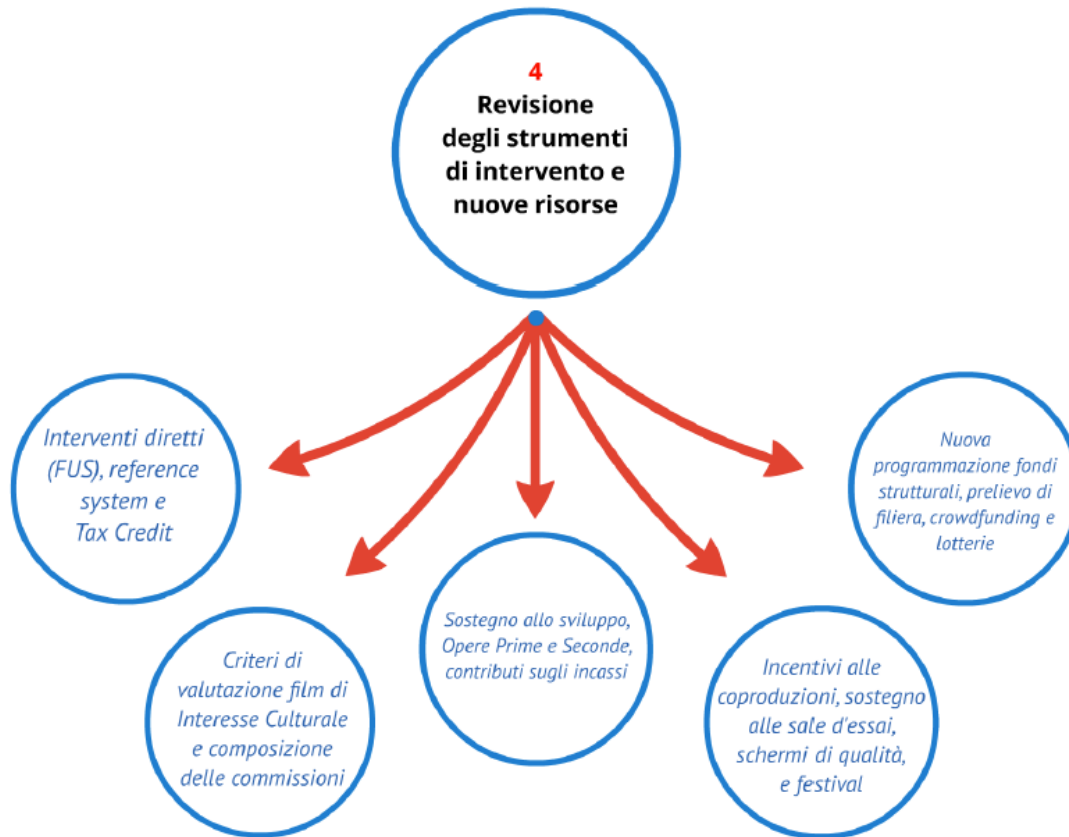 4
Revisione
degli strumenti
di intervento e
nuove risorse
Interventi diretti
(FUS), reference
system e
Tax Credit
Criteri di
valutazione film di
Interesse Culturale
e composizione
delle commissioni
Sostegno allo sviluppo,
Opere Prime e Seconde,
contributi sugli incassi
Incentivi alle
coproduzioni, sostegno
alle sale d'essai,
schermi di qualità,
e festival
Nuova
programmazione fondi
strutturali, prelievo di
filiera, crowdfunding e
lotterie